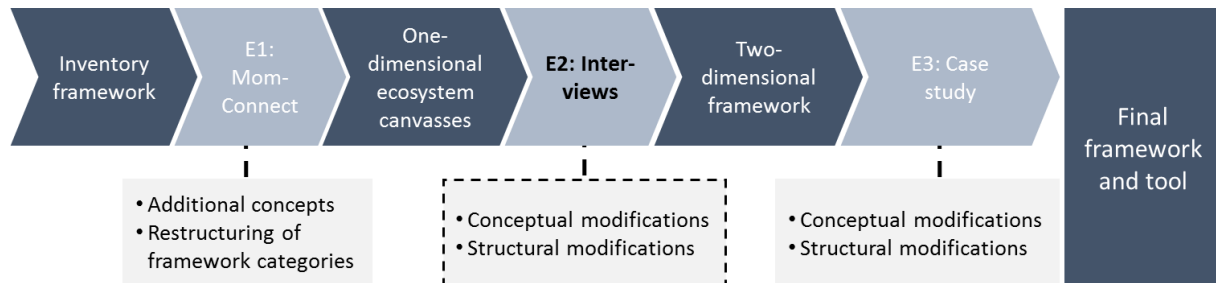 Inventory
framework
E1:
Mom-
Connect
One-
dimensional
ecosystem
canvasses
E2: Inter-
views
Two-
dimensional
framework
E3: Case
study
Final
framework
and tool
• Additional concepts
• Restructuring of
framework categories
• Conceptual modifications
• Structural modifications
• Conceptual modifications
• Structural modifications